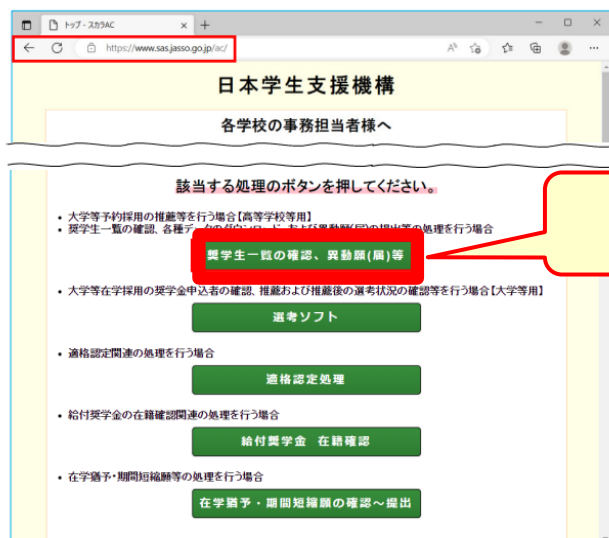 トップ - スカラAC
https://www.sas.jasso.go.jp/ac/
日本学生支援機構
各学校の事務担当者様へ
該当する処理のボタンを押してください。
• 大学等予約採用の推薦等を行う場合【高等学校等用】
• 奨学生一覧の確認、各種データのダウンロード、および異動願(届)の提出等の処理を行う場合
奨学生一覧の確認、異動願(届)等
• 大学等在学採用の奨学金申込者の確認、推薦および推薦後の選考状況の確認等を行う場合【大学等用】
選考ソフト
• 適格認定関連の処理を行う場合
適格認定処理
• 給付奨学金の在籍確認関連の処理を行う場合
給付奨学金 在籍確認
• 在学猶予・期間短縮願等の処理を行う場合
在学猶予・期間短縮願の確認～提出